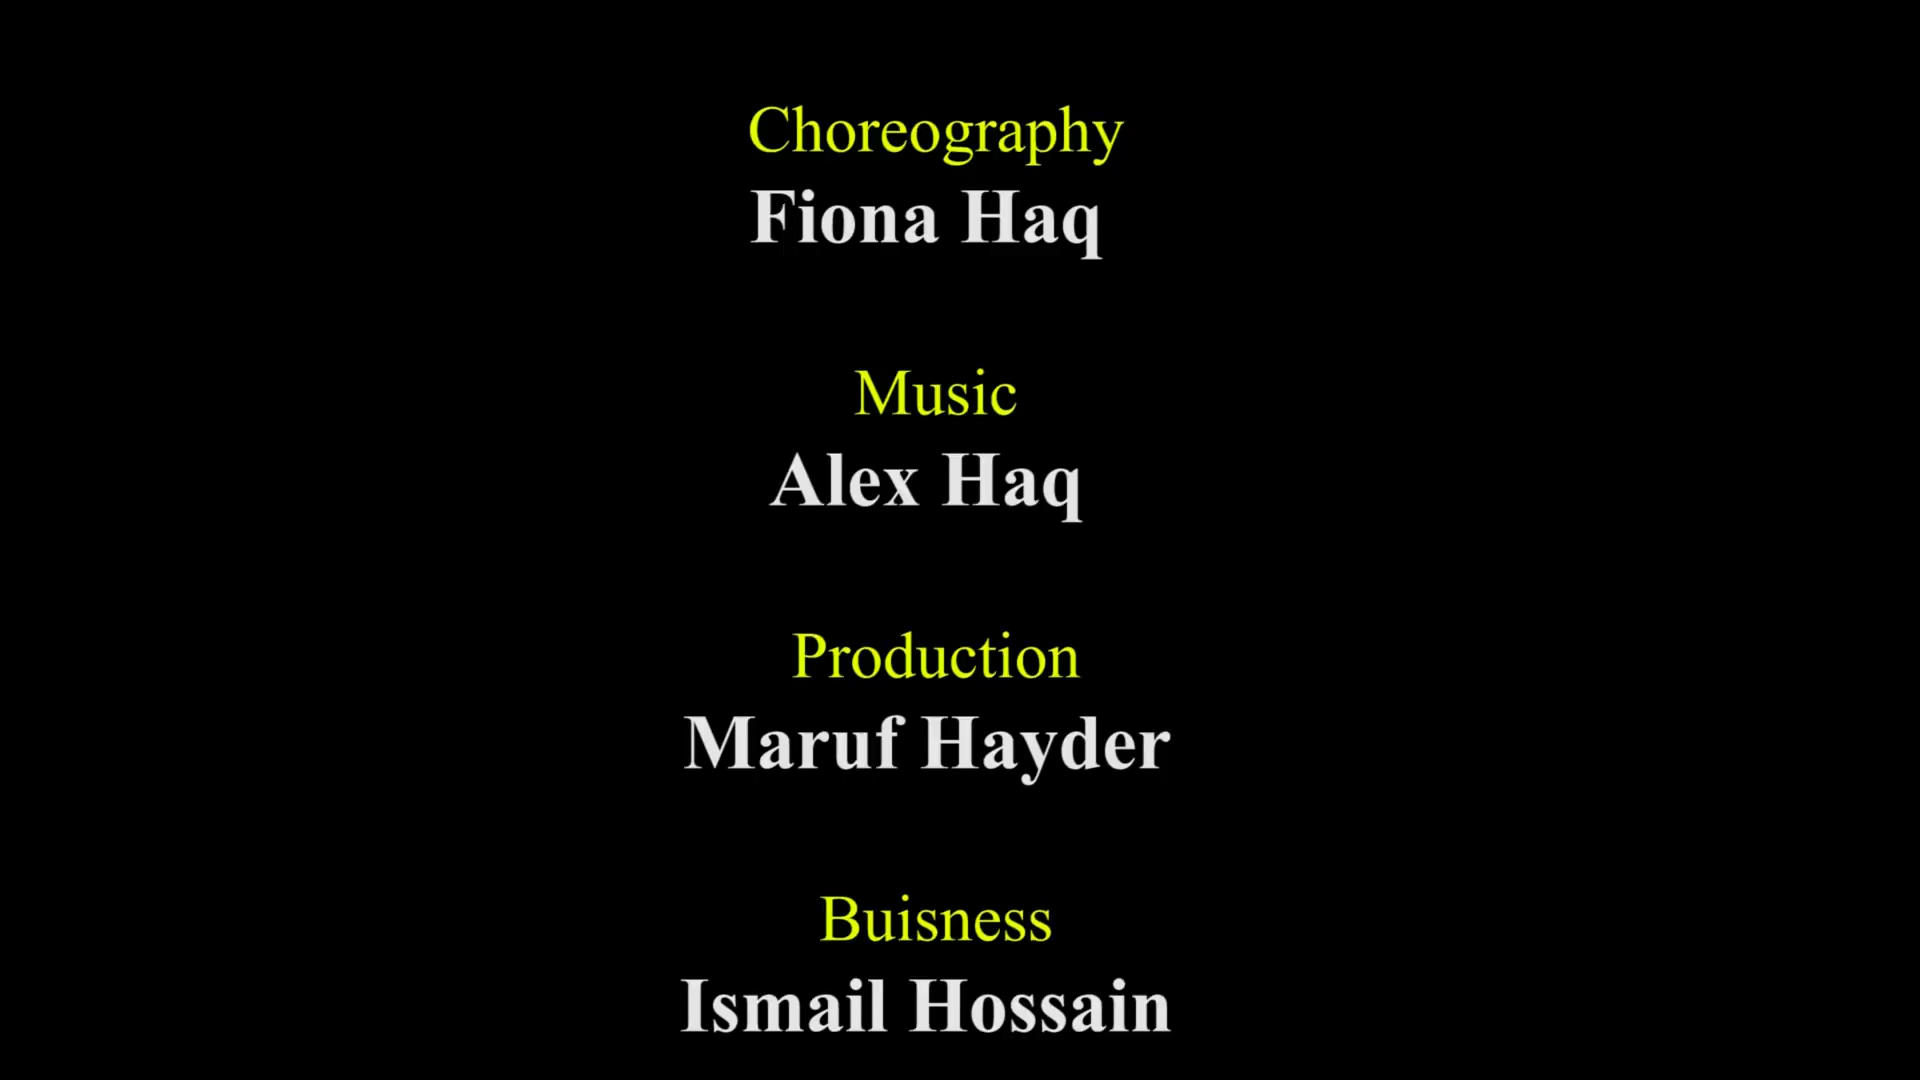 Choreography
Fiona Haq
Music
Alex Haq
Production
Maruf Hayder
Buisness
Ismail Hossain